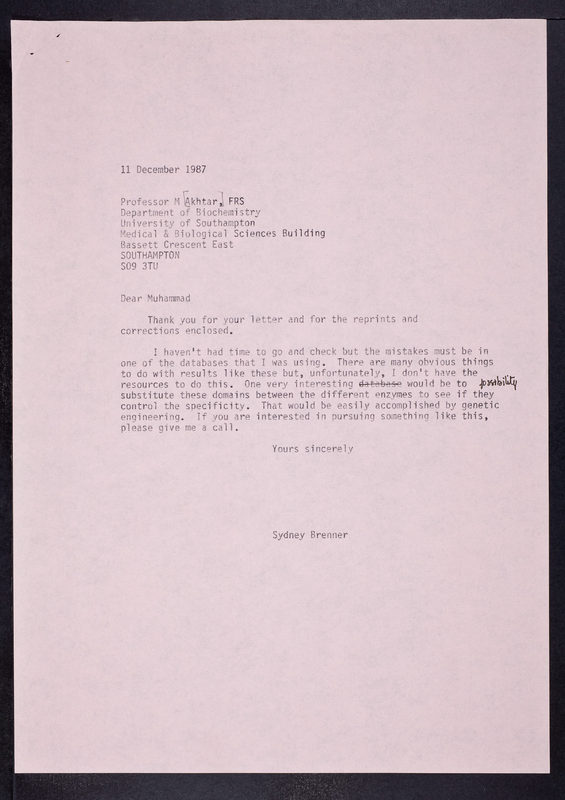 11 December 1987
Professor M [Akhtar,] FRS
Department of Biochemistry
University of Southampton
Medical & Biological Sciences Building
Bassett Crescent East
SOUTHAMPTON
SO9 3TU
Dear Muhammad
Thank you for your letter and for the reprints and
corrections enclosed.
I haven't had time to go and check but the mistakes must be in
one of the databases that I was using. There are many obvious things
to do with results like these but, unfortunately, I don't have the
resources to do this. One very interesting database would be to possibility
substitute these domains between the different enzymes to see if they
control the specificity. That would be easily accomplished by genetic
engineering. If you are interested in pursuing something like this,
please give me a call.
Yours sincerely
Sydney Brenner